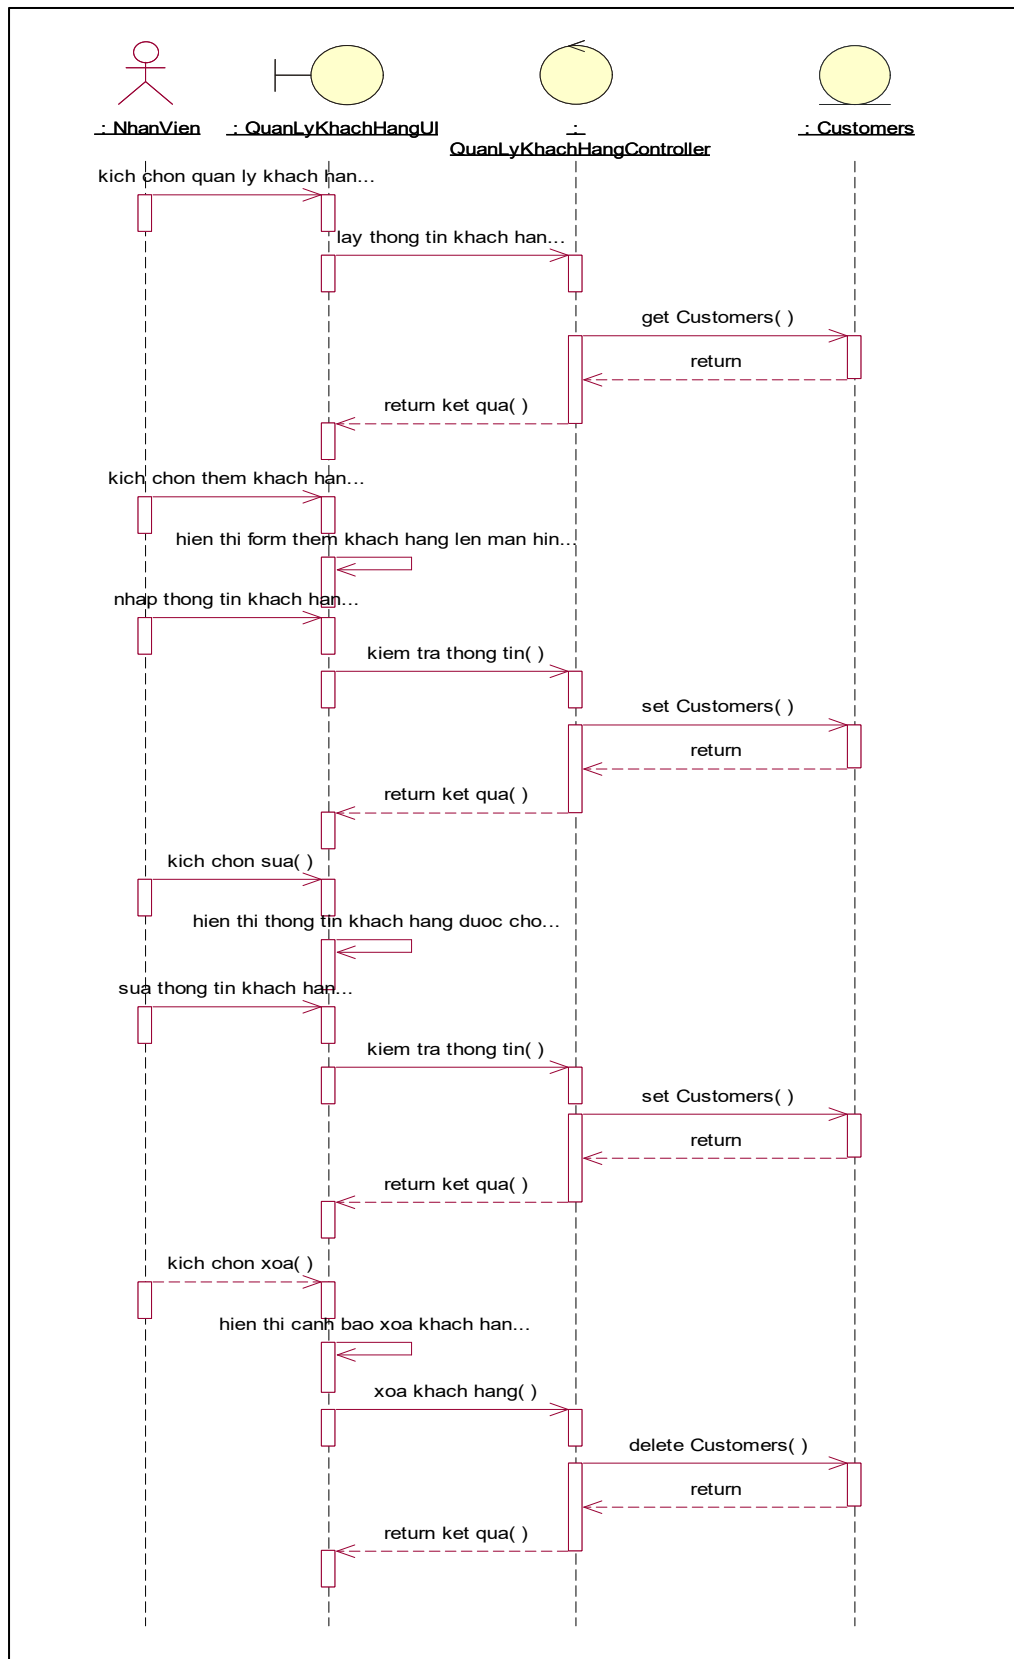 : NhanVien
: QuanLyKhachHangUI
:
QuanLyKhachHangController
: Customers
kich chon quan ly khach han...
lay thong tin khach han...
get Customers( )
return
return ket qua( )
kich chon them khach han...
hien thi form them khach hang len man hin...
nhap thong tin khach han...
kiem tra thong tin( )
set Customers( )
return
return ket qua( )
kich chon sua( )
hien thi thong tin khach hang duoc cho...
sua thong tin khach han...
kiem tra thong tin( )
set Customers( )
return
return ket qua( )
kich chon xoa( )
hien thi canh bao xoa khach han...
xoa khach hang( )
delete Customers( )
return
return ket qua( )